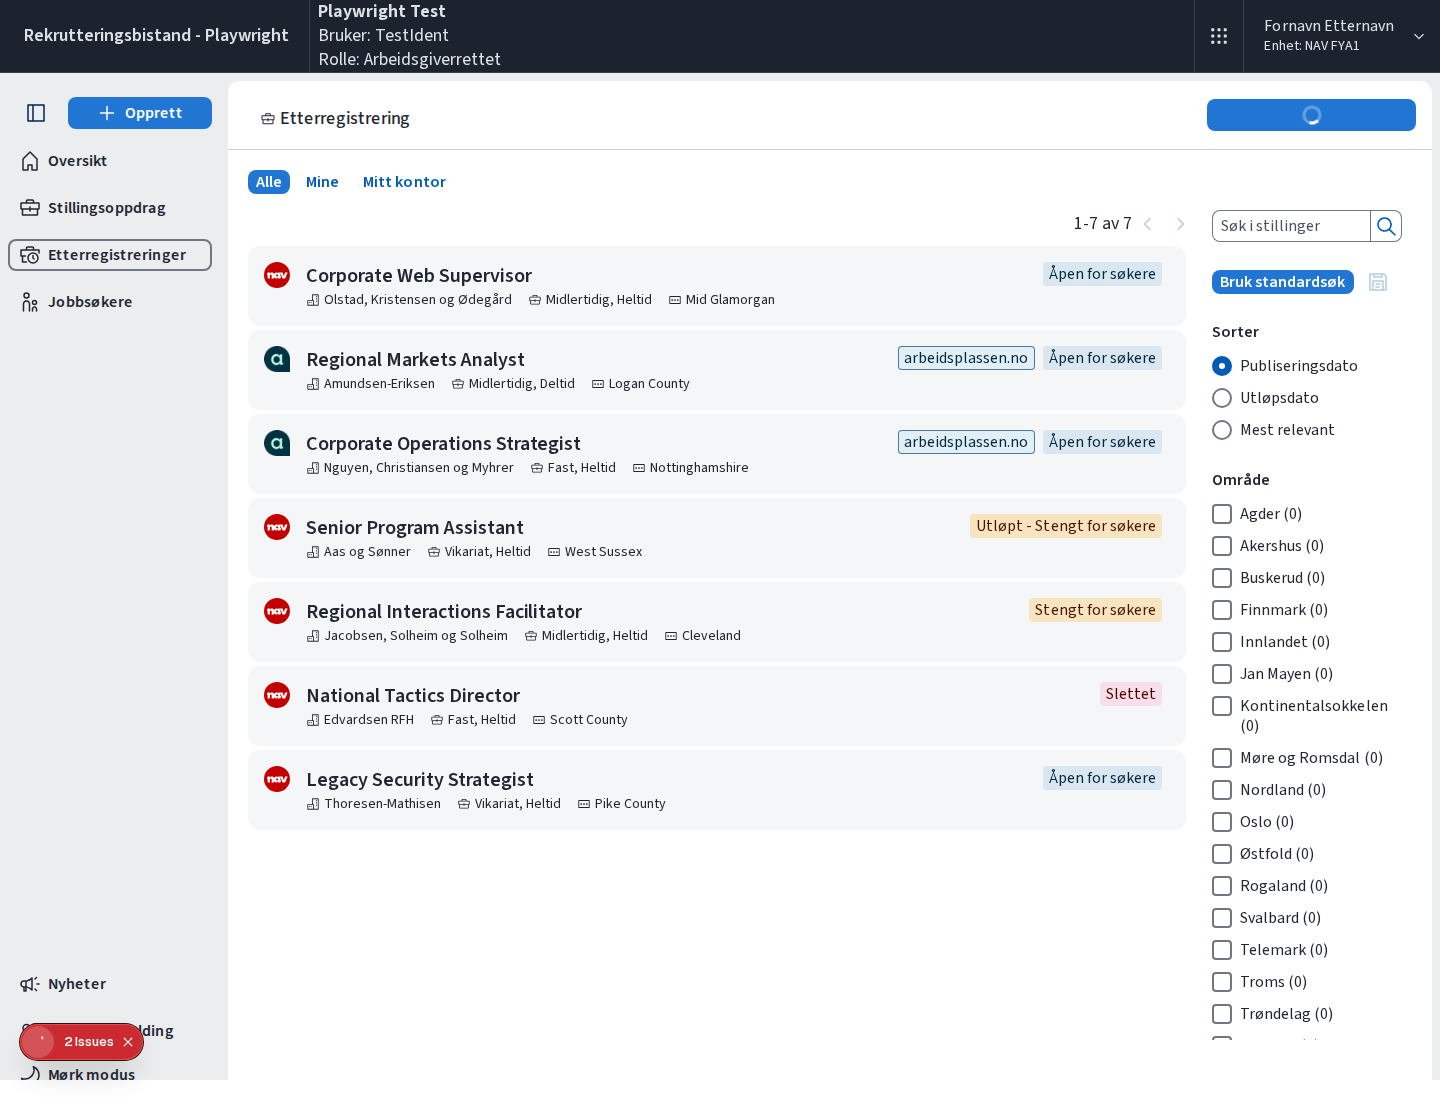 Rekrutteringsbistand - Playwright
Playwright Test
Bruker: TestIdent
Rolle: Arbeidsgiverrettet
Fornavn Etternavn
Enhet: NAV FYA1
Opprett
Oversikt
Stillingsoppdrag
Etterregistreringer
Jobbsøkere
Nyheter
lding
2 Issues
Mørk modus
Etterregistrering
Alle
Mine
Mitt kontor
1-7 av 7
nav
Corporate Web Supervisor
Åpen for søkere
Olstad, Kristensen og Ødegård
Midlertidig, Heltid
Mid Glamorgan
a
Regional Markets Analyst
arbeidsplassen.no
Åpen for søkere
Amundsen-Eriksen
Midlertidig, Deltid
Logan County
a
Corporate Operations Strategist
arbeidsplassen.no
Åpen for søkere
Nguyen, Christiansen og Myhrer
Fast, Heltid
Nottinghamshire
nav
Senior Program Assistant
Utløpt - Stengt for søkere
Aas og Sønner
Vikariat, Heltid
West Sussex
nav
Regional Interactions Facilitator
Stengt for søkere
Jacobsen, Solheim og Solheim
Midlertidig, Heltid
Cleveland
nav
National Tactics Director
Slettet
Edvardsen RFH
Fast, Heltid
Scott County
nav
Legacy Security Strategist
Åpen for søkere
Thoresen-Mathisen
Vikariat, Heltid
Pike County
Søk i stillinger
Bruk standardsøk
Sorter
Publiseringsdato
Utløpsdato
Mest relevant
Område
Agder (0)
Akershus (0)
Buskerud (0)
Finnmark (0)
Innlandet (0)
Jan Mayen (0)
Kontinentalsokkelen
(0)
Møre og Romsdal (0)
Nordland (0)
Oslo (0)
Østfold (0)
Rogaland (0)
Svalbard (0)
Telemark (0)
Troms (0)
Trøndelag (0)